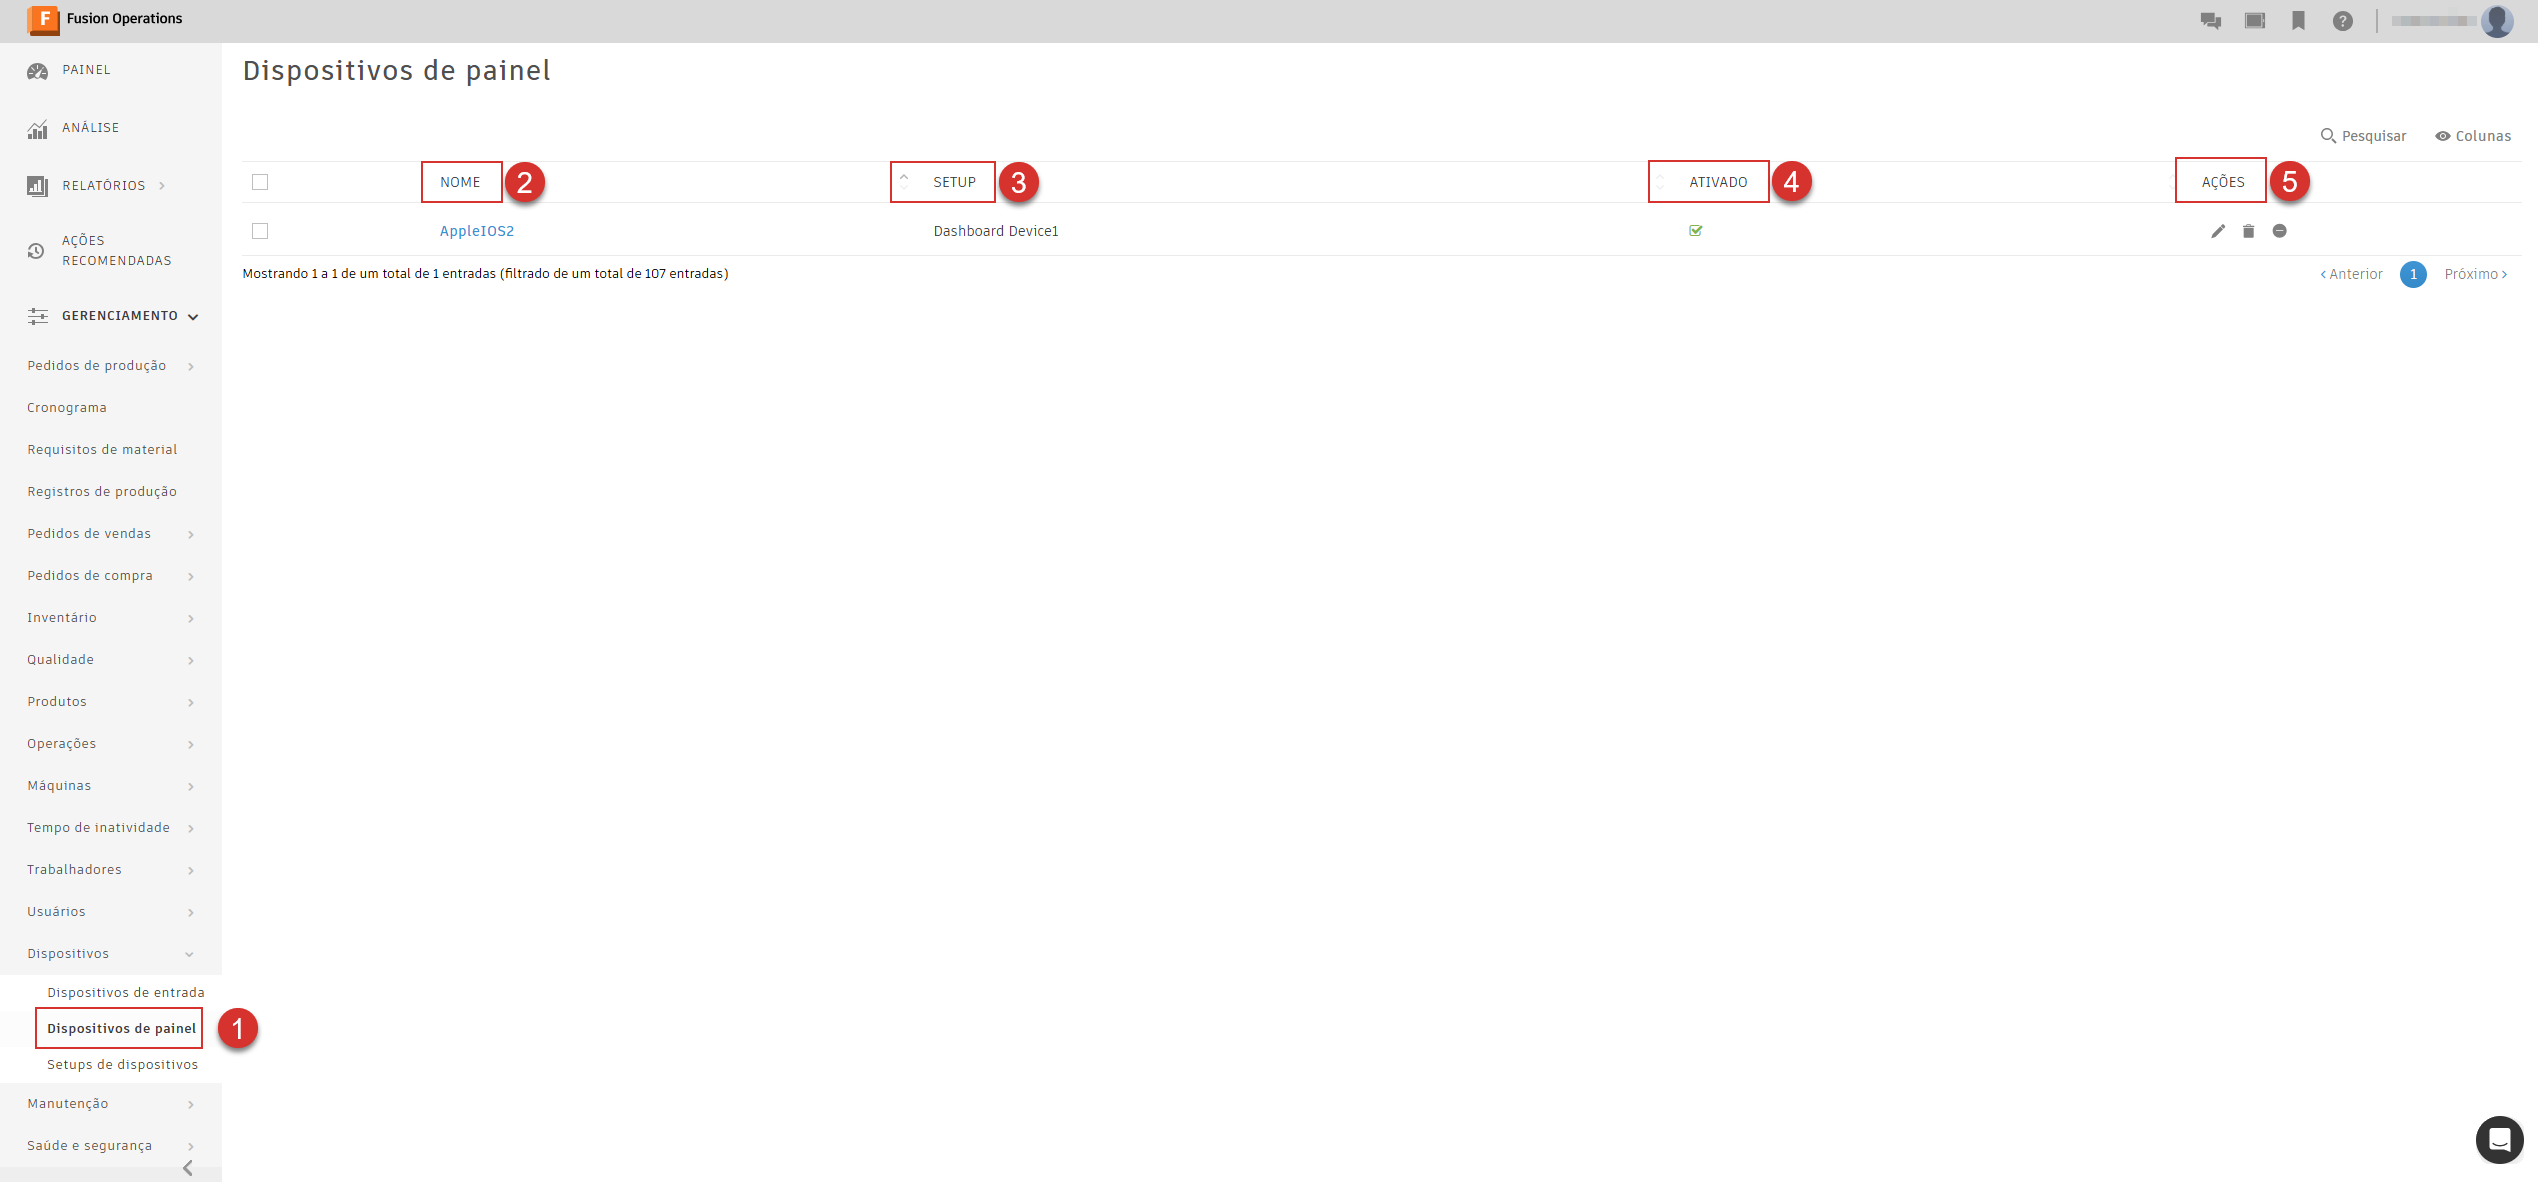 F Fusion Operations
?
PAINEL
ANÁLISE
RELATÓRIOS
AÇÕES
RECOMENDADAS
GERENCIAMENTO
Pedidos de produção
Cronograma
Requisitos de material
Registros de produção
Pedidos de vendas
Pedidos de compra
Inventário
Qualidade
Produtos
Operações
Máquinas
Tempo de inatividade
Trabalhadores
Usuários
Dispositivos
Dispositivos de entrada
Dispositivos de painel 1
Setups de dispositivos
Manutenção
Saúde e segurança
Dispositivos de painel
Pesquisar Colunas
NOME 2 SETUP 3 ATIVADO 4 AÇÕES 5
AppleIOS2 Dashboard Device1
Mostrando 1 a 1 de um total de 1 entradas (filtrado de um total de 107 entradas)
Anterior 1 Próximo